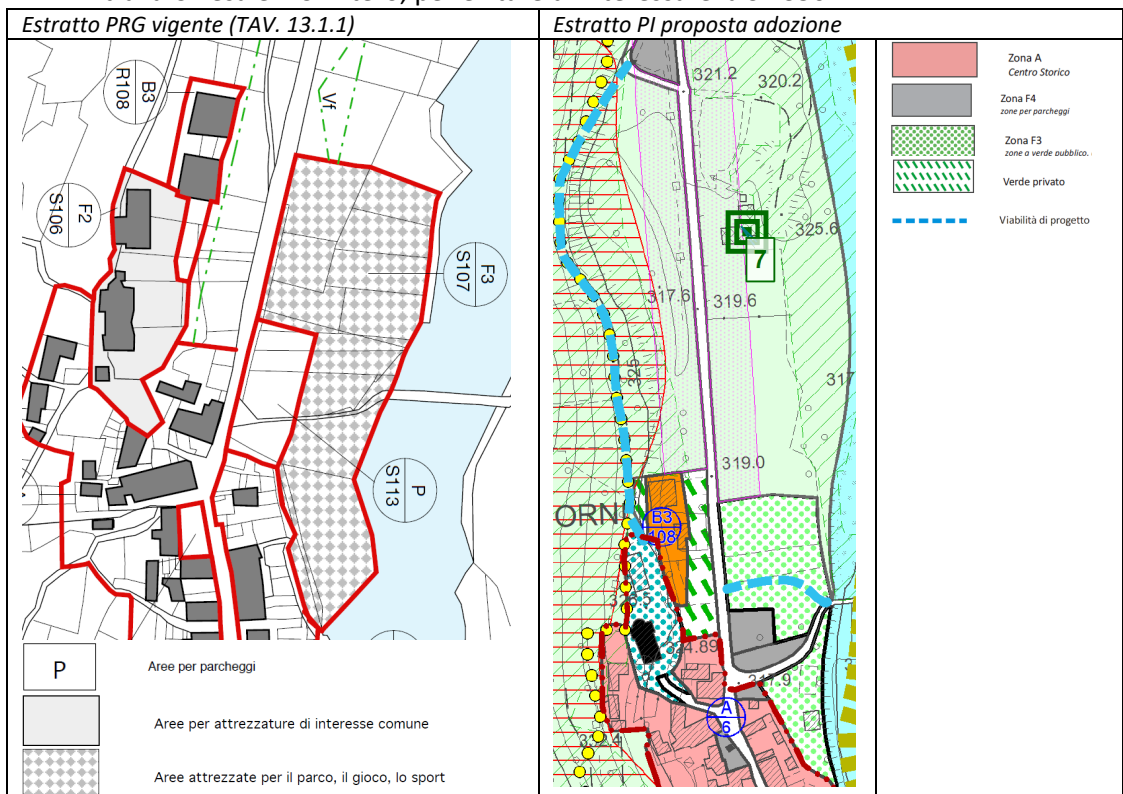 Estratto PRG vigente (TAV. 13.1.1)
Estratto PI proposta adozione
B3
R108
Vf
F2
S106
F3
S107
P
S113
P
Aree per parcheggi
Aree per attrezzature di interesse comune
Aree attrezzate per il parco, il gioco, lo sport
321.2
320.2
325.6
7
317.6
319.6
325
317
319.0
ORN
B3
108
4.89
317.9
A
6
332.4
Zona A
Centro Storico
Zona F4
zone per parcheggi
Zona F3
zone a verde pubblico.
Verde privato
Viabilità di progetto